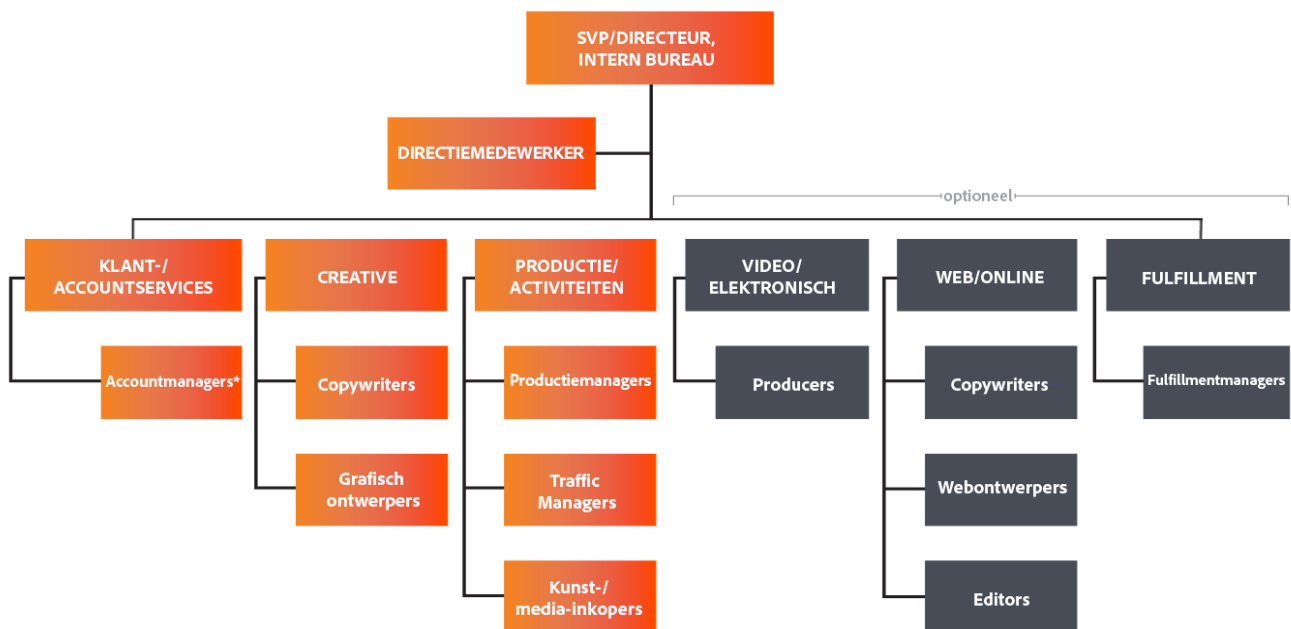 SVP/DIRECTEUR,
INTERN BUREAU
DIRECTIEMEDEWERKER
optioneel
KLANT-/
ACCOUNTSERVICES
CREATIVE
PRODUCTIE/
ACTIVITEITEN
VIDEO/
ELEKTRONISCH
WEB/ONLINE
FULFILLMENT
Accountmanagers*
Copywriters
Productiemanagers
Producers
Copywriters
Fulfillmentmanagers
Grafisch
ontwerpers
Traffic
Managers
Webontwerpers
Kunst-/
media-inkopers
Editors